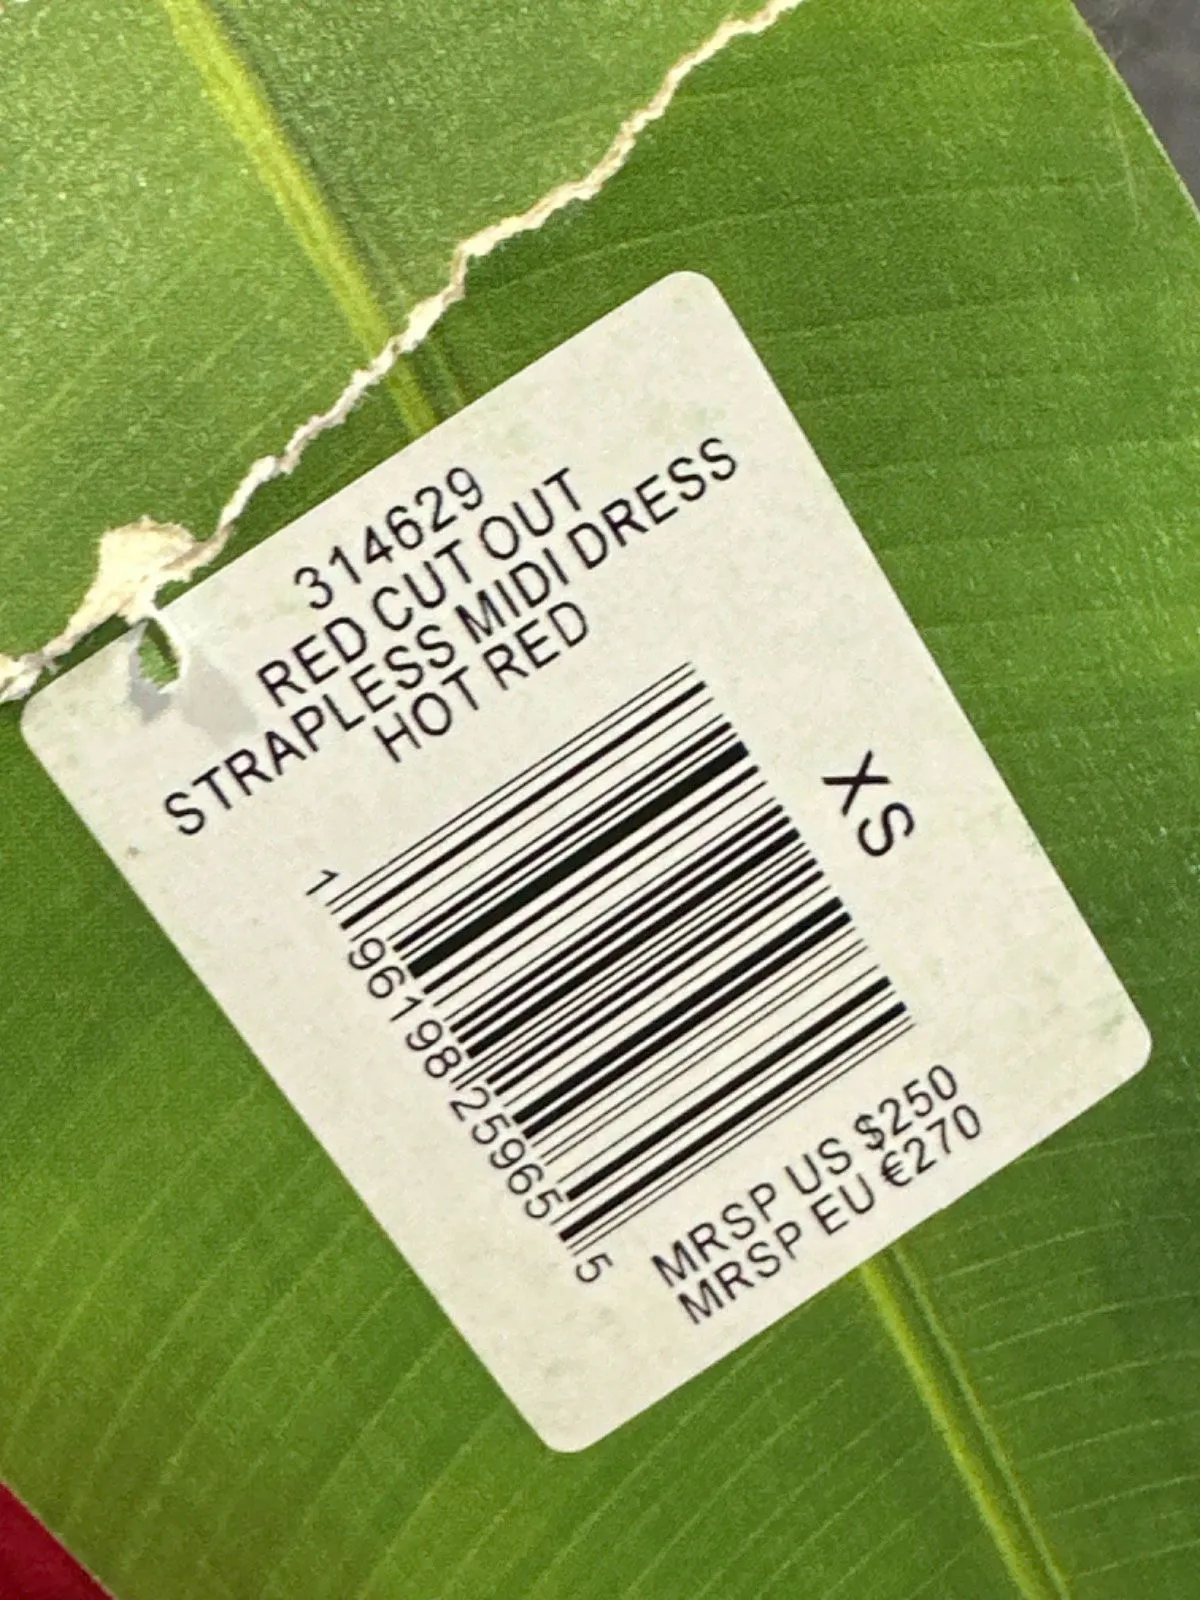 314629
RED CUT OUT
STRAPLESS MIDI DRESS
HOT RED
XS
1 96198 25965 5
MRSP US $250
MRSP EU €270